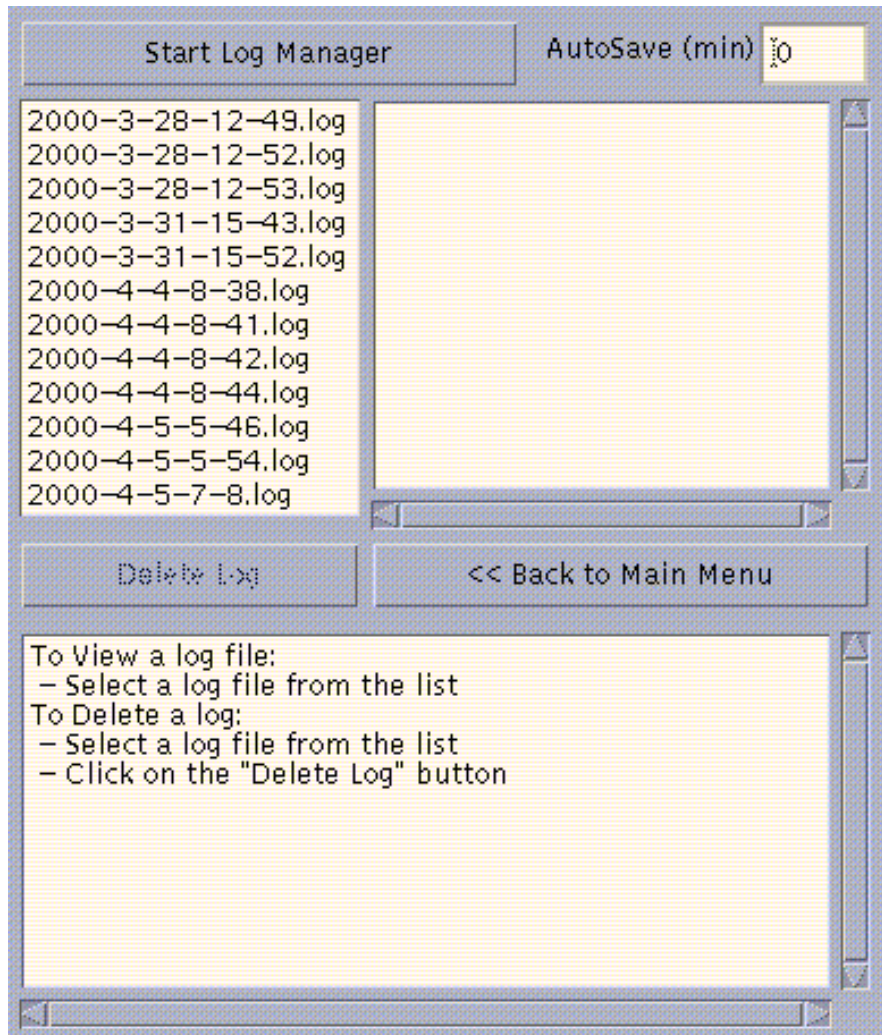 Start Log Manager
AutoSave (min) 0
2000-3-28-12-49.log
2000-3-28-12-52.log
2000-3-28-12-53.log
2000-3-31-15-43.log
2000-3-31-15-52.log
2000-4-4-8-38.log
2000-4-4-8-41.log
2000-4-4-8-42.log
2000-4-4-8-44.log
2000-4-5-5-46.log
2000-4-5-5-54.log
2000-4-5-7-8.log
Delete Log
<< Back to Main Menu
To View a log file:
– Select a log file from the list
To Delete a log:
– Select a log file from the list
– Click on the "Delete Log" button